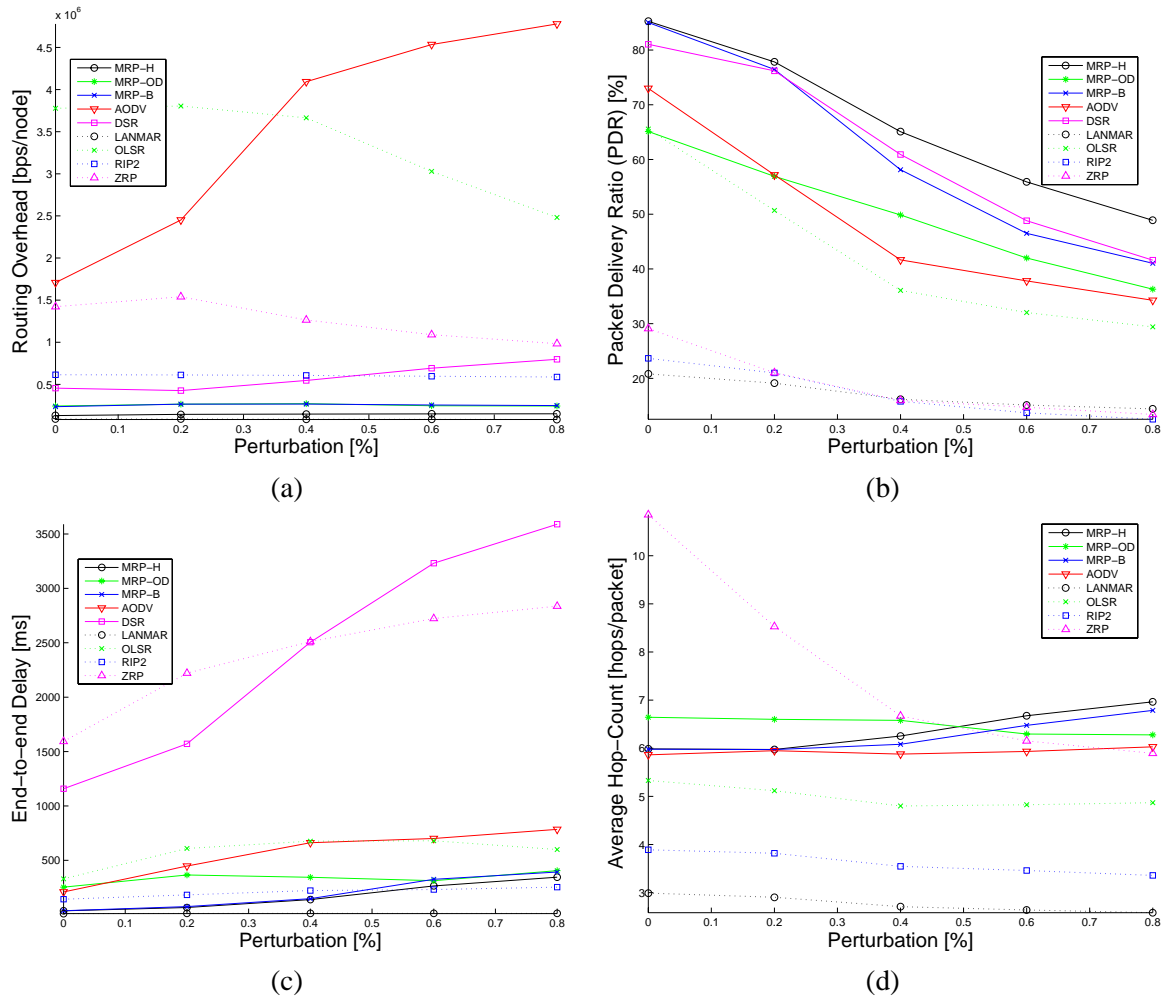 x 10^6
4.5
4
3.5
3
2.5
2
1.5
1
0.5
0 0.1 0.2 0.3 0.4 0.5 0.6 0.7 0.8
Routing Overhead [bps/node]
Perturbation [%]
MRP-H
MRP-OD
MRP-B
AODV
DSR
LANMAR
OLSR
RIP2
ZRP
(a)
80
70
60
50
40
30
20
0 0.1 0.2 0.3 0.4 0.5 0.6 0.7 0.8
Packet Delivery Ratio (PDR) [%]
Perturbation [%]
MRP-H
MRP-OD
MRP-B
AODV
DSR
LANMAR
OLSR
RIP2
ZRP
(b)
3500
3000
2500
2000
1500
1000
500
0 0.1 0.2 0.3 0.4 0.5 0.6 0.7 0.8
End-to-end Delay [ms]
Perturbation [%]
MRP-H
MRP-OD
MRP-B
AODV
DSR
LANMAR
OLSR
RIP2
ZRP
(c)
10
9
8
7
6
5
4
3
0 0.1 0.2 0.3 0.4 0.5 0.6 0.7 0.8
Average Hop-Count [hops/packet]
Perturbation [%]
MRP-H
MRP-OD
MRP-B
AODV
LANMAR
OLSR
RIP2
ZRP
(d)